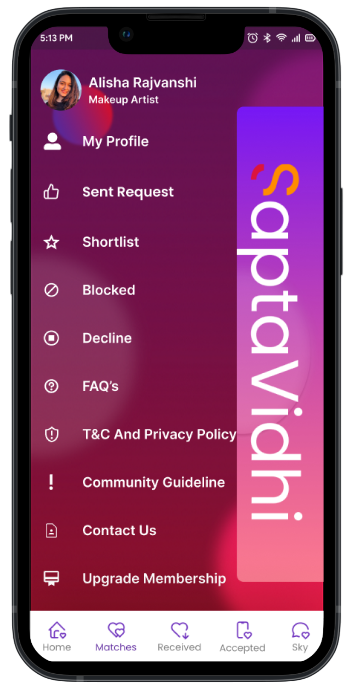 5:13 PM
Alisha Rajvanshi
Makeup Artist
My Profile
Sent Request
Shortlist
Blocked
Decline
FAQ's
T&C And Privacy Policy
Community Guideline
Contact Us
Upgrade Membership
SaptaVidhi
Home
Matches
Received
Accepted
Sky